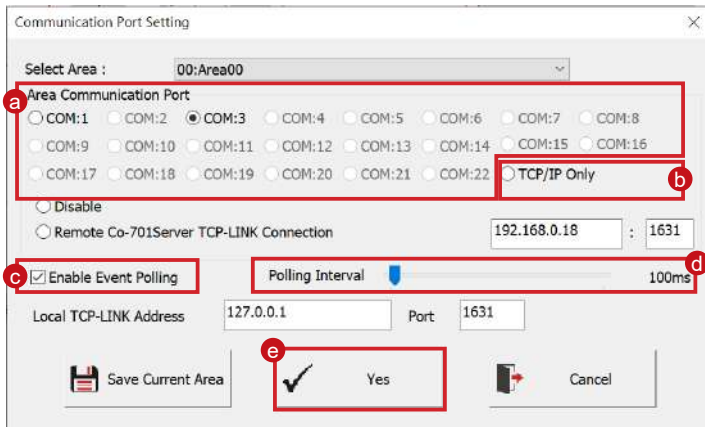 Communication Port Setting
Select Area : 00:Area00
a
Area Communication Port
COM:1 COM:2 COM:3 COM:4 COM:5 COM:6 COM:7 COM:8
COM:9 COM:10 COM:11 COM:12 COM:13 COM:14 COM:15 COM:16
COM:17 COM:18 COM:19 COM:20 COM:21 COM:22 TCP/IP Only
b
Disable
Remote Co-701Server TCP-LINK Connection 192.168.0.18 : 1631
c Enable Event Polling Polling Interval 100ms d
Local TCP-LINK Address 127.0.0.1 Port 1631
e
Save Current Area Yes Cancel